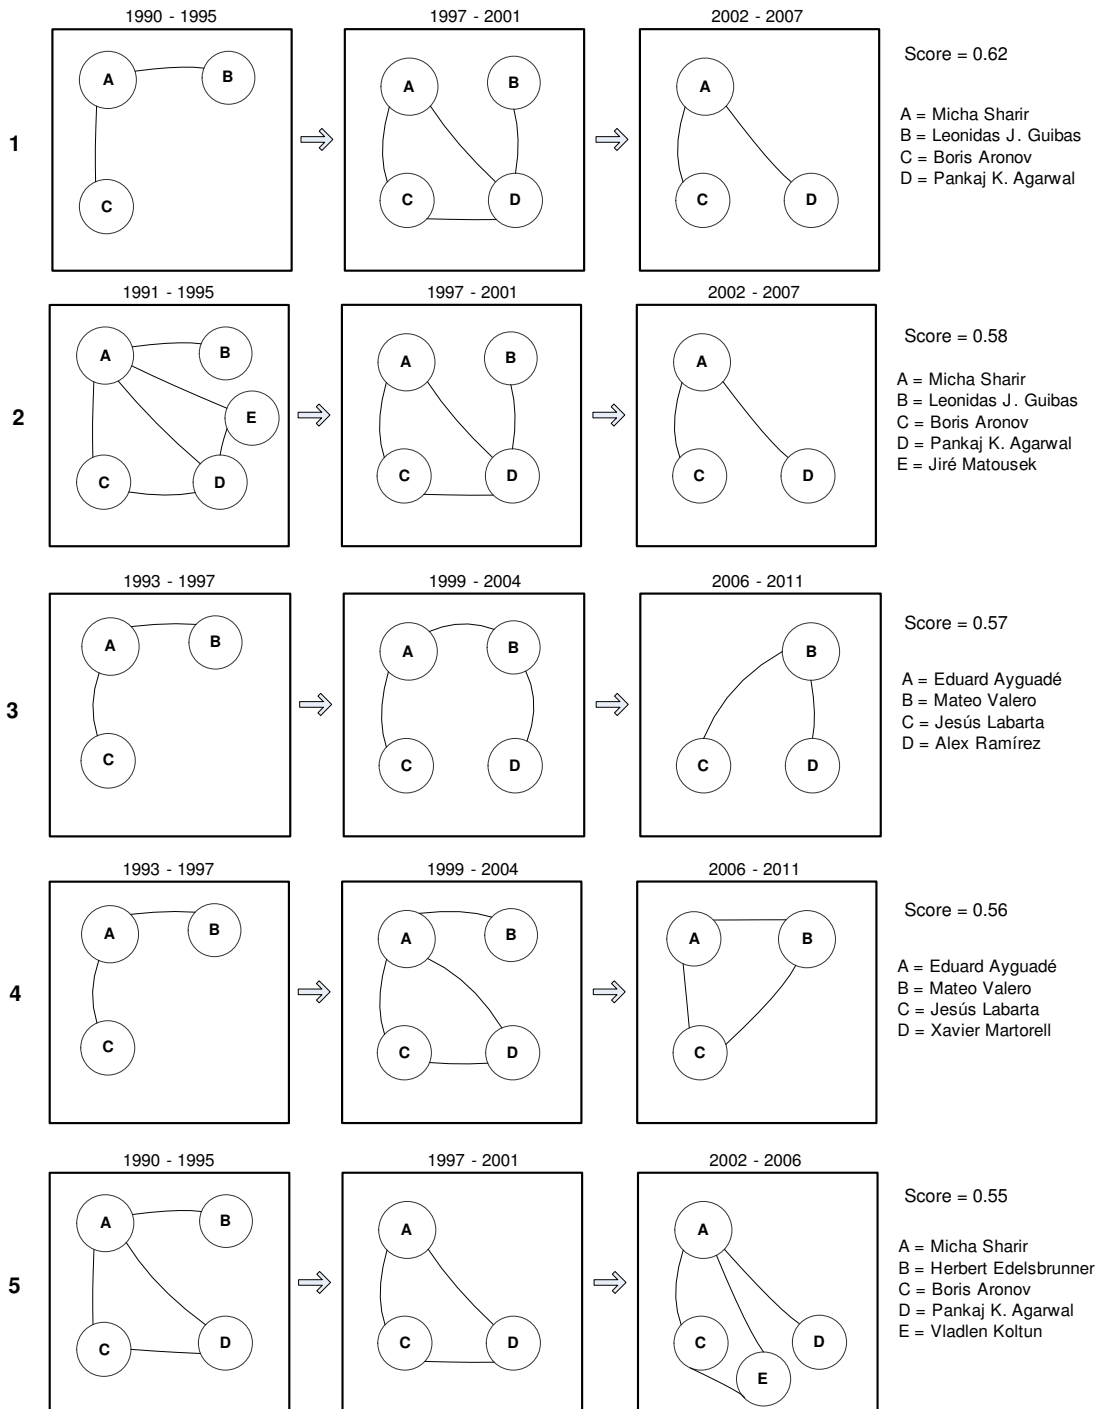 1990 - 1995
1997 - 2001
2002 - 2007
1
A
B
C
A
B
C
D
A
C
D
Score = 0.62
A = Micha Sharir
B = Leonidas J. Guibas
C = Boris Aronov
D = Pankaj K. Agarwal
1991 - 1995
1997 - 2001
2002 - 2007
2
A
B
E
C
D
A
B
C
D
A
C
D
Score = 0.58
A = Micha Sharir
B = Leonidas J. Guibas
C = Boris Aronov
D = Pankaj K. Agarwal
E = Jiré Matousek
1993 - 1997
1999 - 2004
2006 - 2011
3
A
B
C
A
B
C
D
B
C
D
Score = 0.57
A = Eduard Ayguadé
B = Mateo Valero
C = Jesús Labarta
D = Alex Ramírez
1993 - 1997
1999 - 2004
2006 - 2011
4
A
B
C
A
B
C
D
A
B
C
Score = 0.56
A = Eduard Ayguadé
B = Mateo Valero
C = Jesús Labarta
D = Xavier Martorell
1990 - 1995
1997 - 2001
2002 - 2006
5
A
B
C
D
A
C
D
A
C
E
D
Score = 0.55
A = Micha Sharir
B = Herbert Edelsbrunner
C = Boris Aronov
D = Pankaj K. Agarwal
E = Vladlen Koltun